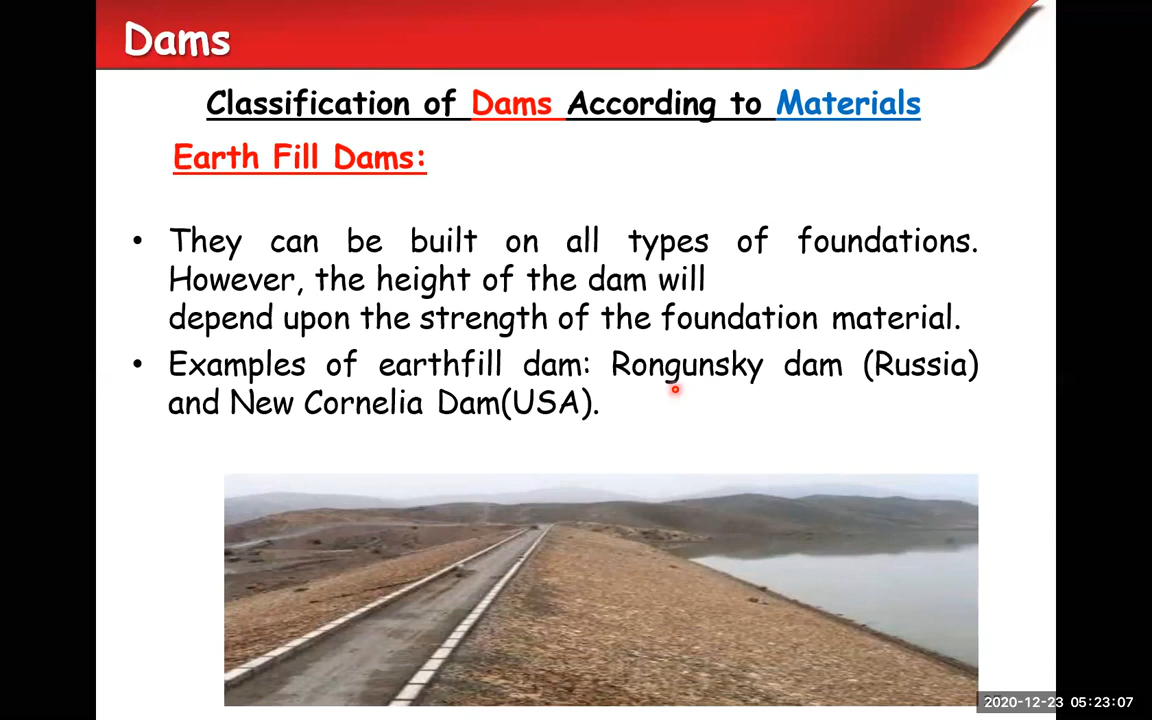 Dams
Classification of Dams According to Materials
Earth Fill Dams:
• They can be built on all types of foundations.
However, the height of the dam will
depend upon the strength of the foundation material.
• Examples of earthfill dam: Rongunsky dam (Russia)
and New Cornelia Dam(USA).
2020-12-23 05:23:07